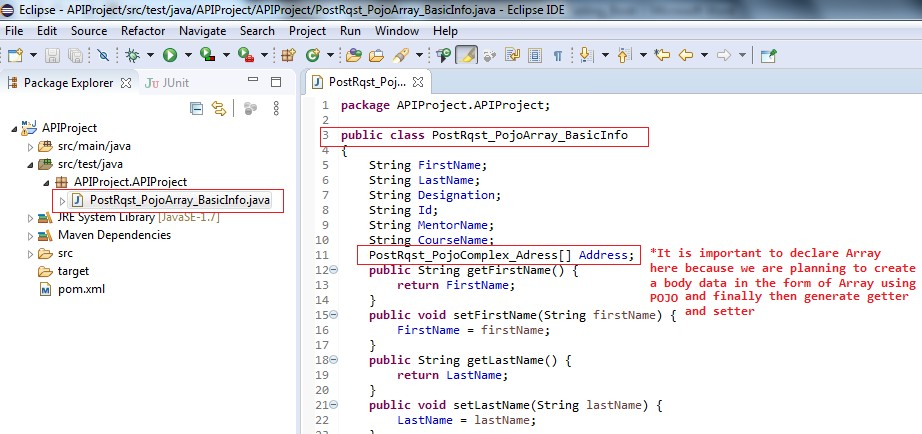 Eclipse - APIProject/src/test/java/APIProject/APIProject/PostRqst_PojoArray_BasicInfo.java - Eclipse IDE
File Edit Source Refactor Navigate Search Project Run Window Help
Package Explorer
JUnit
APIProject
src/main/java
src/test/java
APIProject.APIProject
PostRqst_PojoArray_BasicInfo.java
JRE System Library [JavaSE-1.7]
Maven Dependencies
src
target
pom.xml
PostRqst_Poj...
1 package APIProject.APIProject;
2
3 public class PostRqst_PojoArray_BasicInfo
4 {
5 String FirstName;
6 String LastName;
7 String Designation;
8 String Id;
9 String MentorName;
10 String CourseName;
11 PostRqst_PojoComplex_Adress[] Address;
12 public String getFirstName() {
13 return FirstName;
14 }
15 public void setFirstName(String firstName) {
16 FirstName = firstName;
17 }
18 public String getLastName() {
19 return LastName;
20 }
21 public void setLastName(String lastName) {
22 LastName = lastName;
23 }
*It is important to declare Array
here because we are planning to create
a body data in the form of Array using
POJO and finally then generate getter
and setter